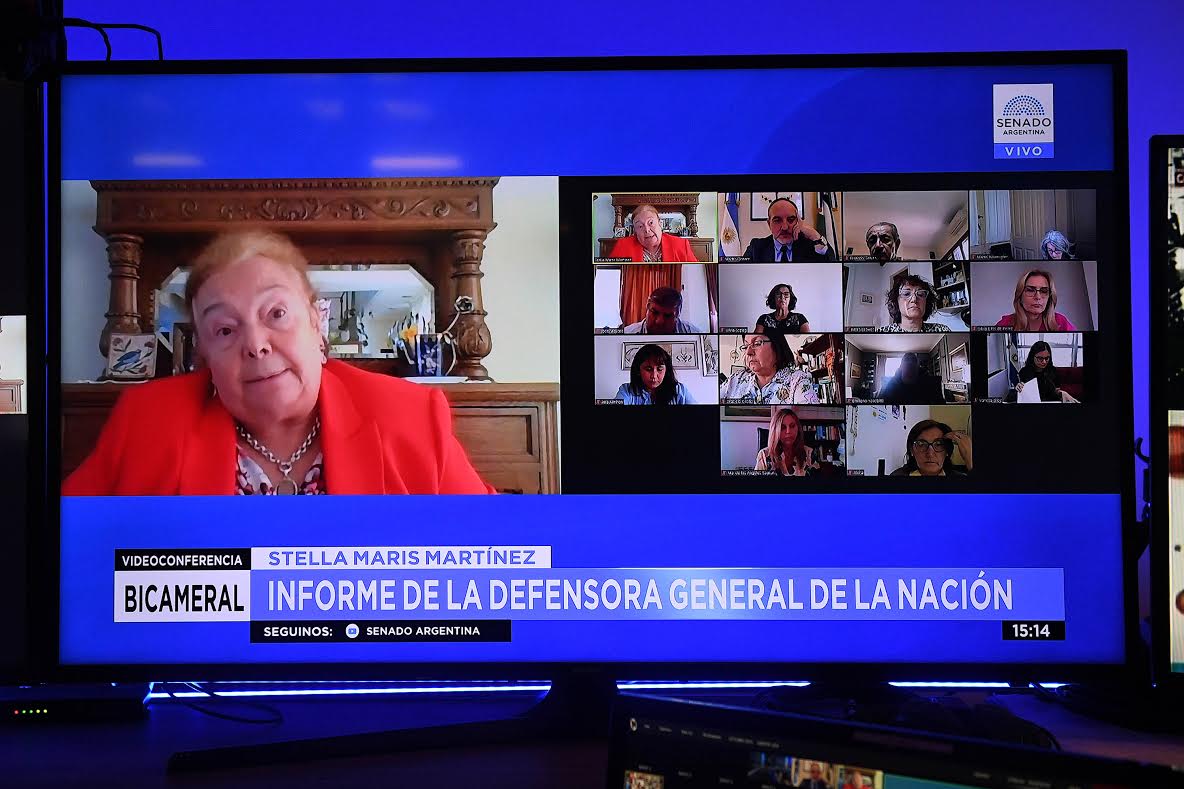 SENADO
ARGENTINA
VIVO
VIDEOCONFERENCIA
STELLA MARIS MARTÍNEZ
BICAMERAL
INFORME DE LA DEFENSORA GENERAL DE LA NACIÓN
SEGUINOS:
SENADO ARGENTINA
15:14